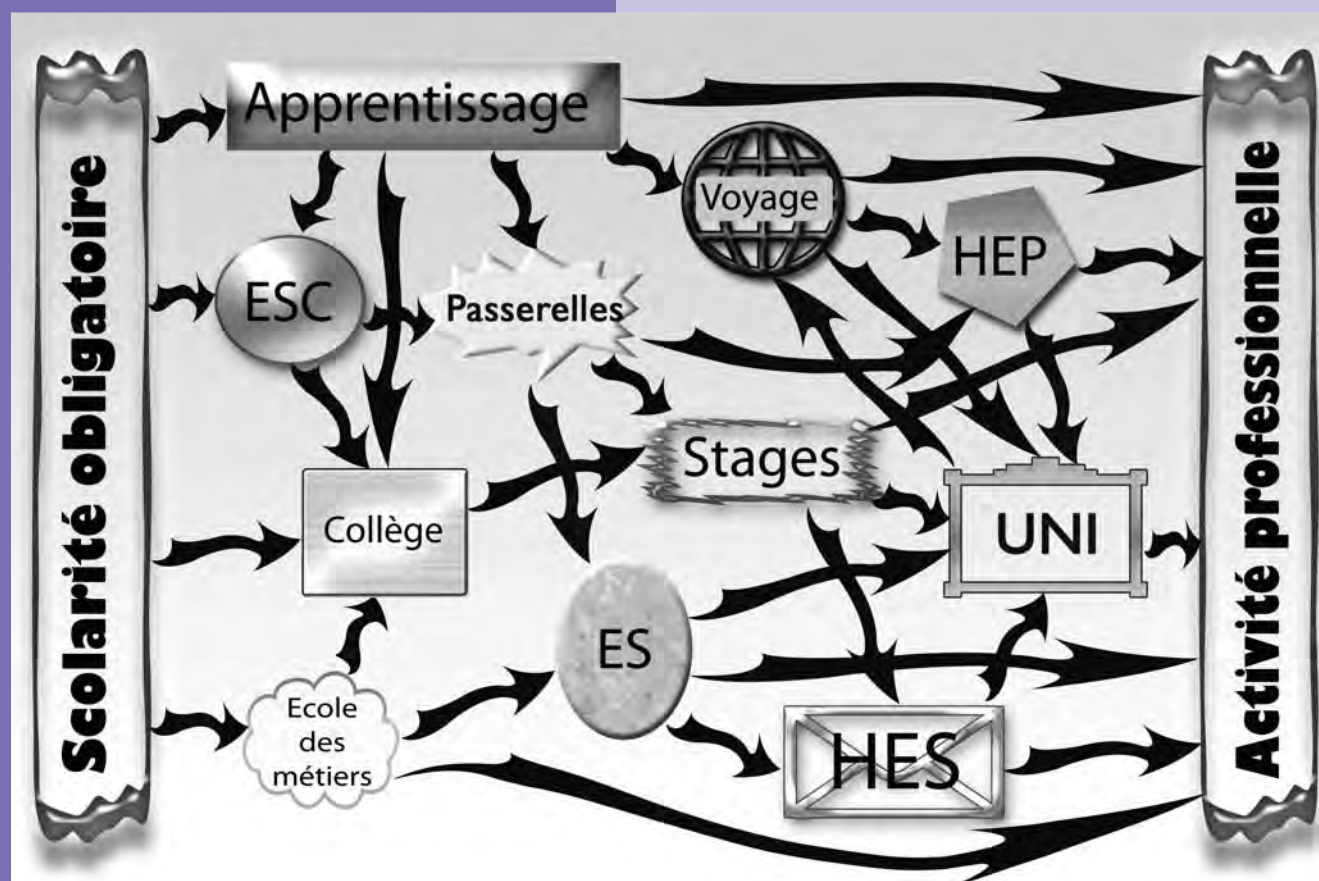 Scolarité obligatoire
Apprentissage
Voyage
HEP
ESC
Passerelles
Stages
Collège
UNI
ES
Ecole
des
métiers
HES
Activité professionnelle